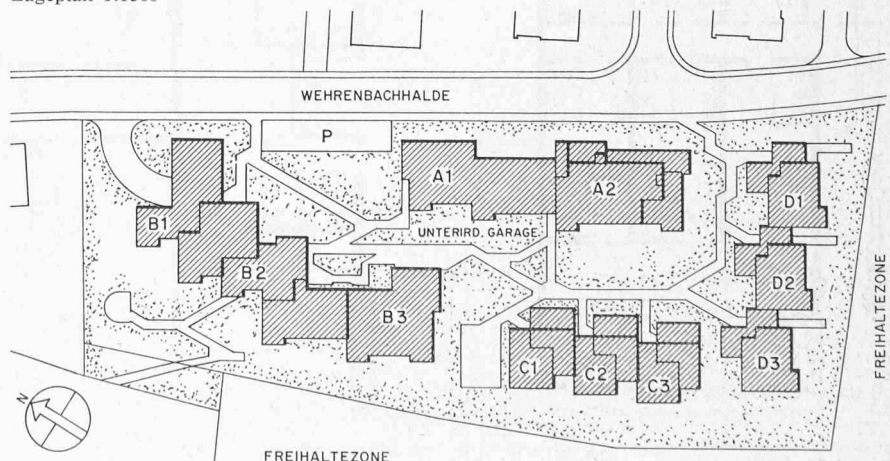 WEHRENBACHHALDE
P
A1
A2
B1
D1
UNTERIRD. GARAGE
B2
D2
B3
C1
C2
C3
D3
FREIHALTEZONE
N
FREIHALTEZONE